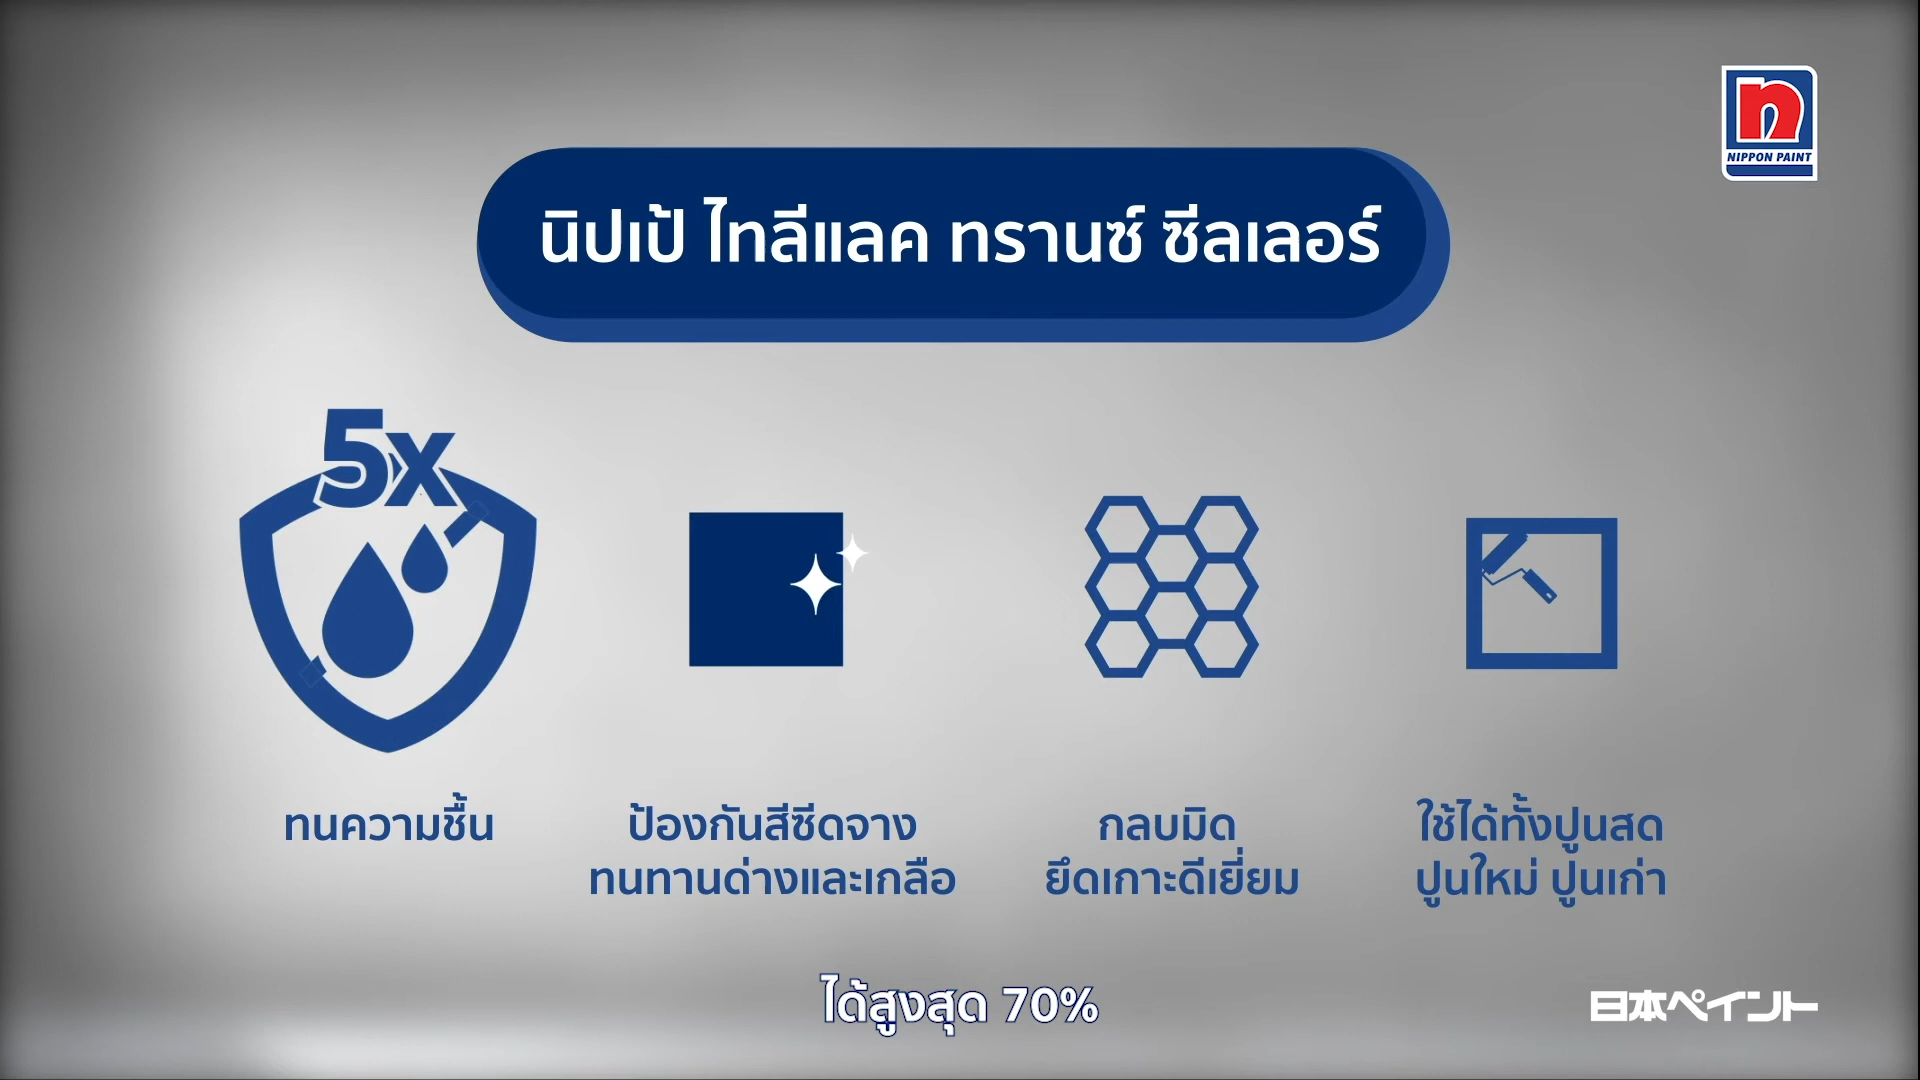 NIPPON PAINT
นิปเป้ ไทลีแลค ทรานซ์ ซีลเลอร์
5x
ทนความชื้น
ป้องกันสีซีดจาง
ทนทานด่างและเกลือ
กลบมิด
ยึดเกาะดีเยี่ยม
ใช้ได้ทั้งปูนสด
ปูนใหม่ ปูนเก่า
ได้สูงสุด 70%
日本ペイント